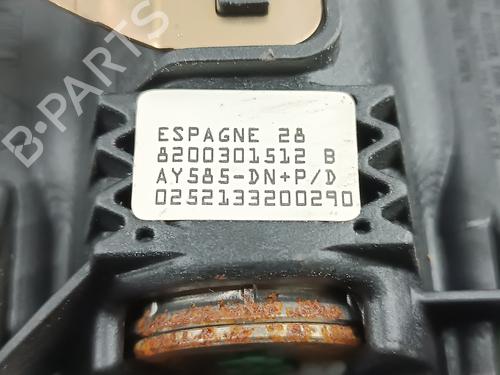 B-PARTS
ESPAGNE 28
8200301512 B
AY585-DN+P/D
0252133200290